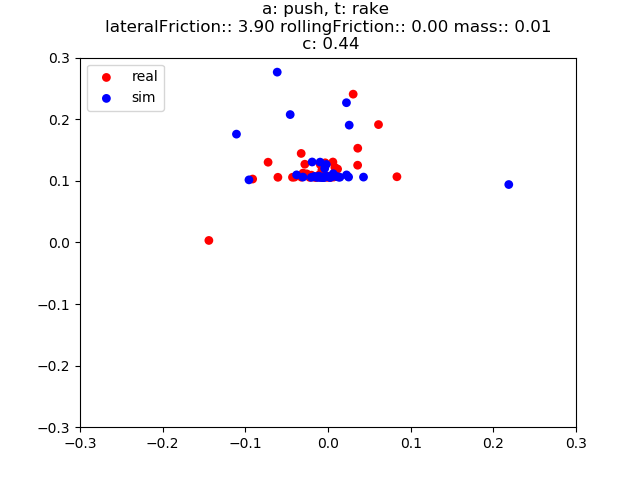 a: push, t: rake
lateralFriction:: 3.90 rollingFriction:: 0.00 mass:: 0.01
c: 0.44
real
sim
0.3
0.2
0.1
0.0
−0.1
−0.2
−0.3
−0.3 −0.2 −0.1 0.0 0.1 0.2 0.3